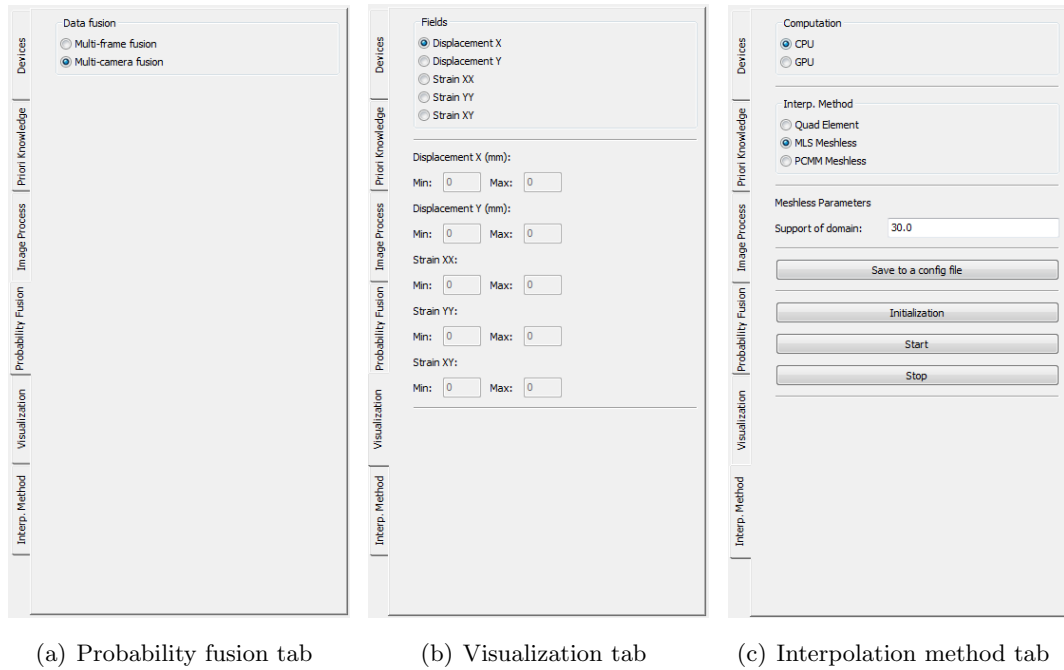 Devices
Priori Knowledge
Image Process
Probability Fusion
Visualization
Interp. Method
Data fusion
Multi-frame fusion
Multi-camera fusion
(a) Probability fusion tab
Devices
Priori Knowledge
Image Process
Probability Fusion
Visualization
Interp. Method
Fields
Displacement X
Displacement Y
Strain XX
Strain YY
Strain XY
Displacement X (mm):
Min: 0 Max: 0
Displacement Y (mm):
Min: 0 Max: 0
Strain XX:
Min: 0 Max: 0
Strain YY:
Min: 0 Max: 0
Strain XY:
Min: 0 Max: 0
(b) Visualization tab
Devices
Priori Knowledge
Image Process
Probability Fusion
Visualization
Interp. Method
Computation
CPU
GPU
Interp. Method
Quad Element
MLS Meshless
PCMM Meshless
Meshless Parameters
Support of domain: 30.0
Save to a config file
Initialization
Start
Stop
(c) Interpolation method tab